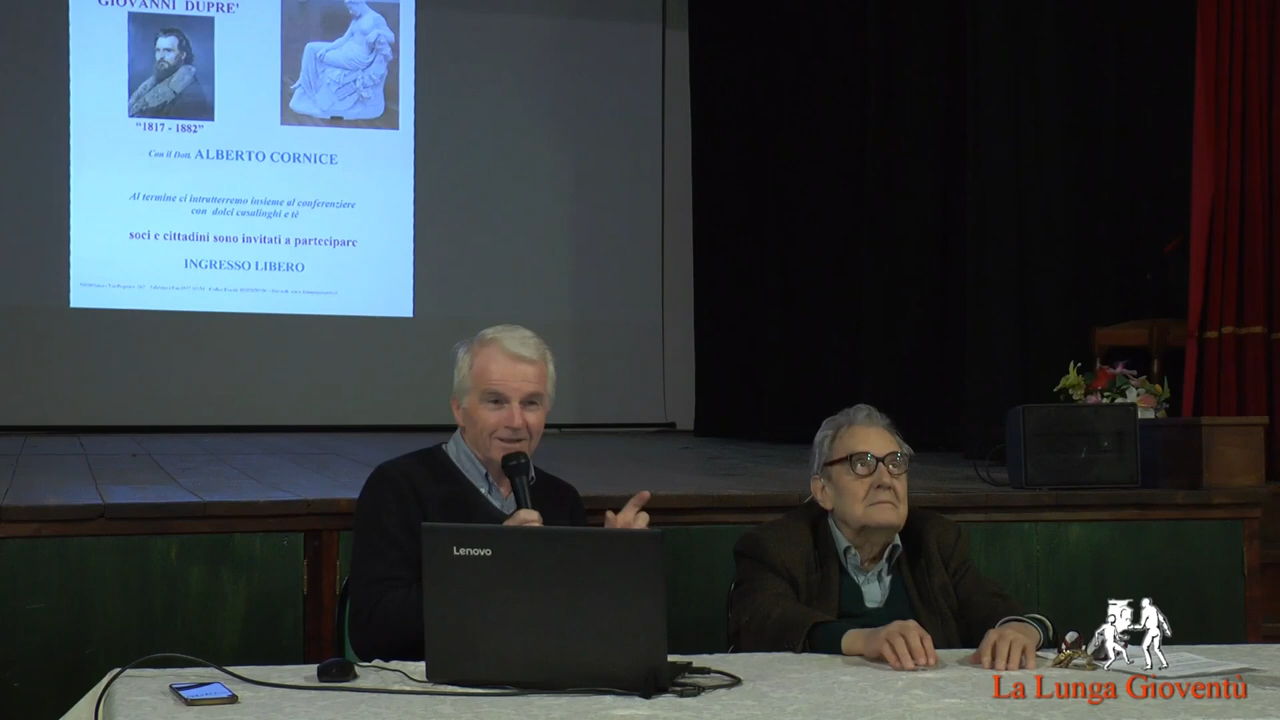 GIOVANNI DUPRE'
"1817 - 1882"
Con il Dott. ALBERTO CORNICE
Al termine ci intratterremo insieme al conferenziere
con dolci casalinghi e tè
soci e cittadini sono invitati a partecipare
INGRESSO LIBERO
Lenovo
La Lunga Gioventù